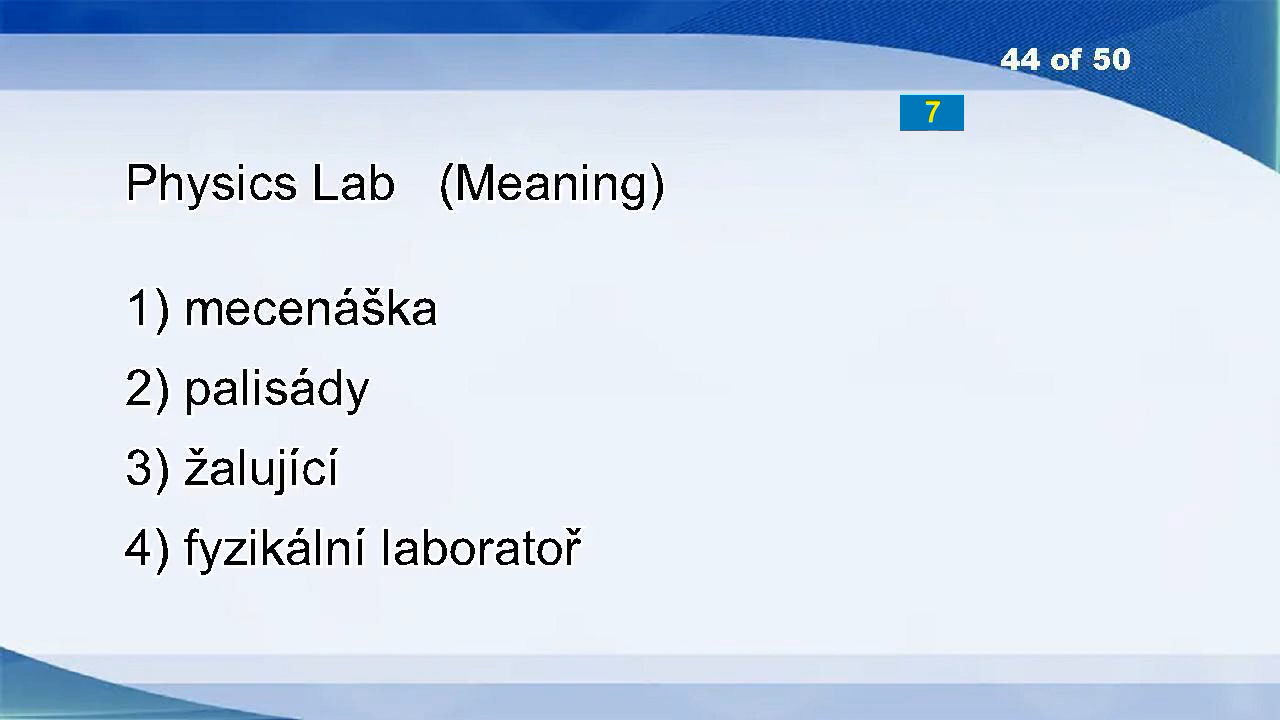 44 of 50
7
Physics Lab (Meaning)
1) mecenáška
2) palisády
3) žalující
4) fyzikální laboratoř